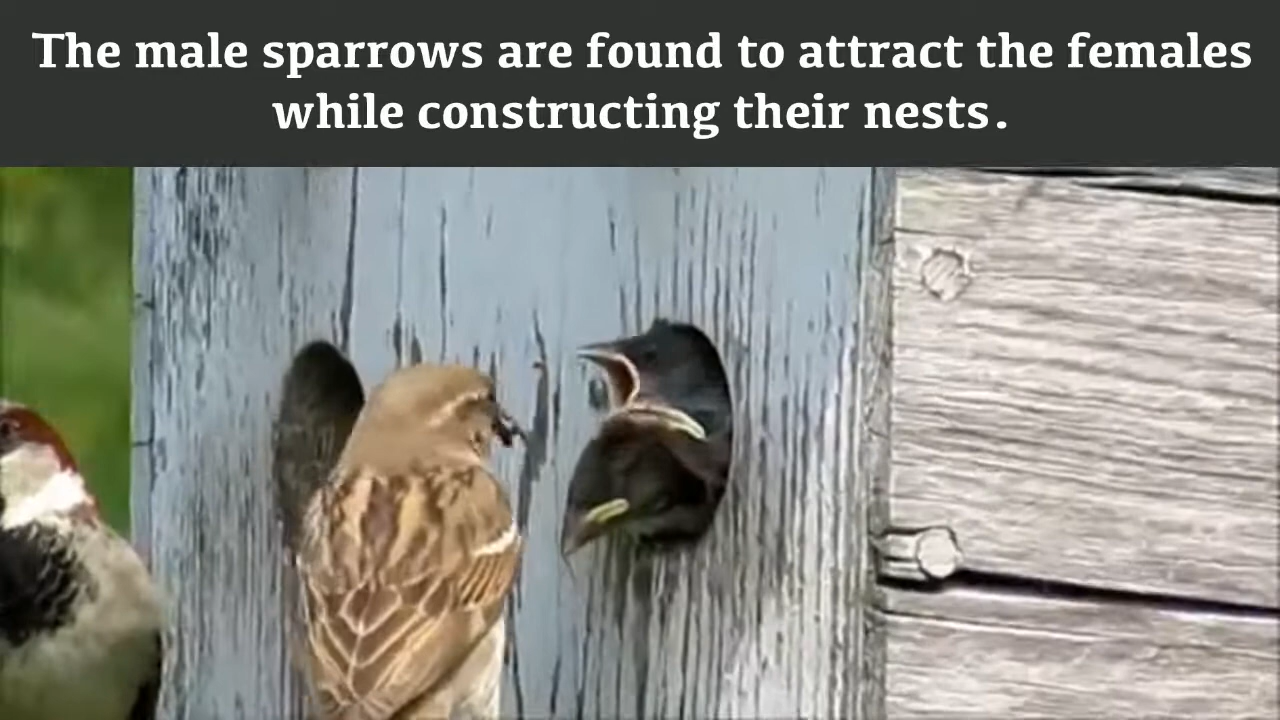 The male sparrows are found to attract the females
while constructing their nests.